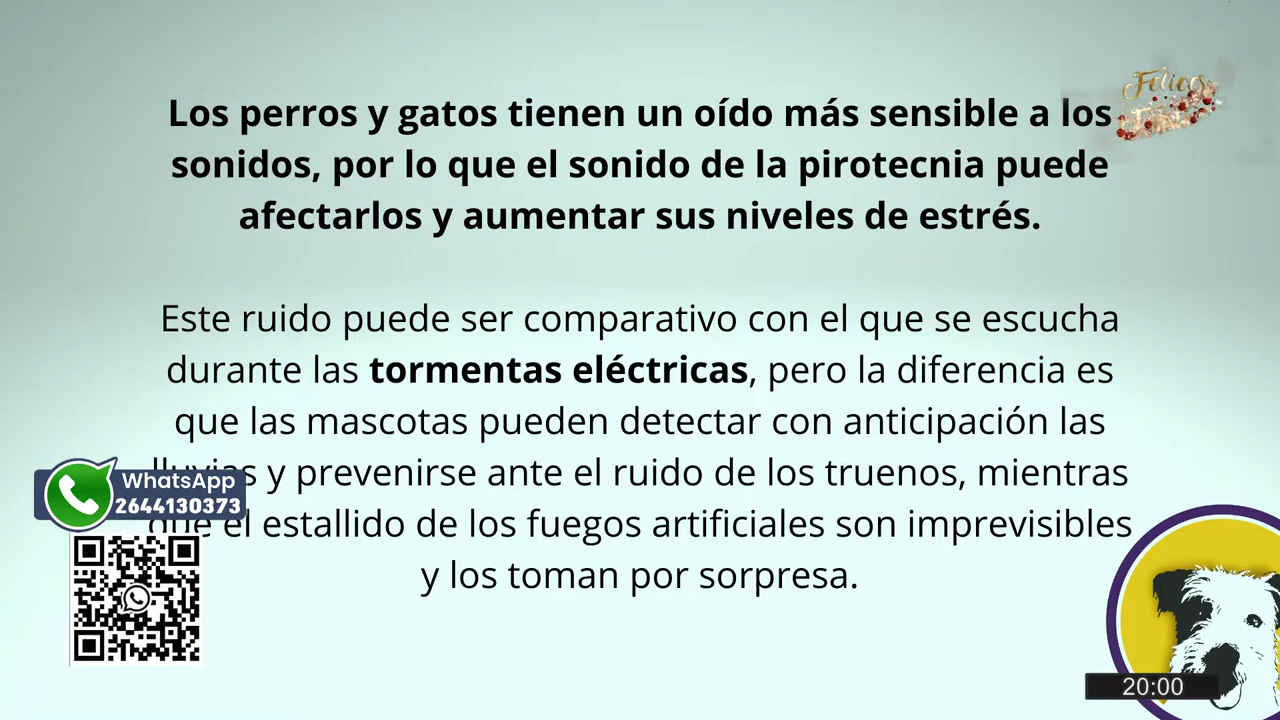 Felices
Los perros y gatos tienen un oído más sensible a los
sonidos, por lo que el sonido de la pirotecnia puede
afectarlos y aumentar sus niveles de estrés.
Este ruido puede ser comparativo con el que se escucha
durante las tormentas eléctricas, pero la diferencia es
que las mascotas pueden detectar con anticipación las
lluvias y prevenirse ante el ruido de los truenos, mientras
que el estallido de los fuegos artificiales son imprevisibles
y los toman por sorpresa.
WhatsApp
2644130373
20:00